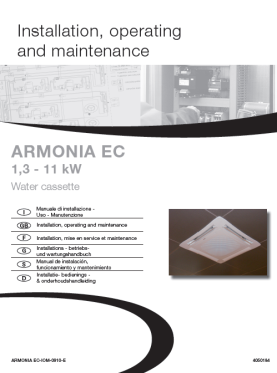 Installation, operating
and maintenance
ARMONIA EC
1,3 - 11 kW
Water cassette
I Manuale di installazione -
Uso - Manutenzione
GB Installation, operating and maintenance
F Installation, mise en service et maintenance
G Installations - betriebs-
und wartungshandbuch
S Manual de instalación,
funcionamiento y mantenimiento
D Installatie- bedienings -
& onderhoudshandleiding
ARMONIA EC-IOM-0910-E
4050164